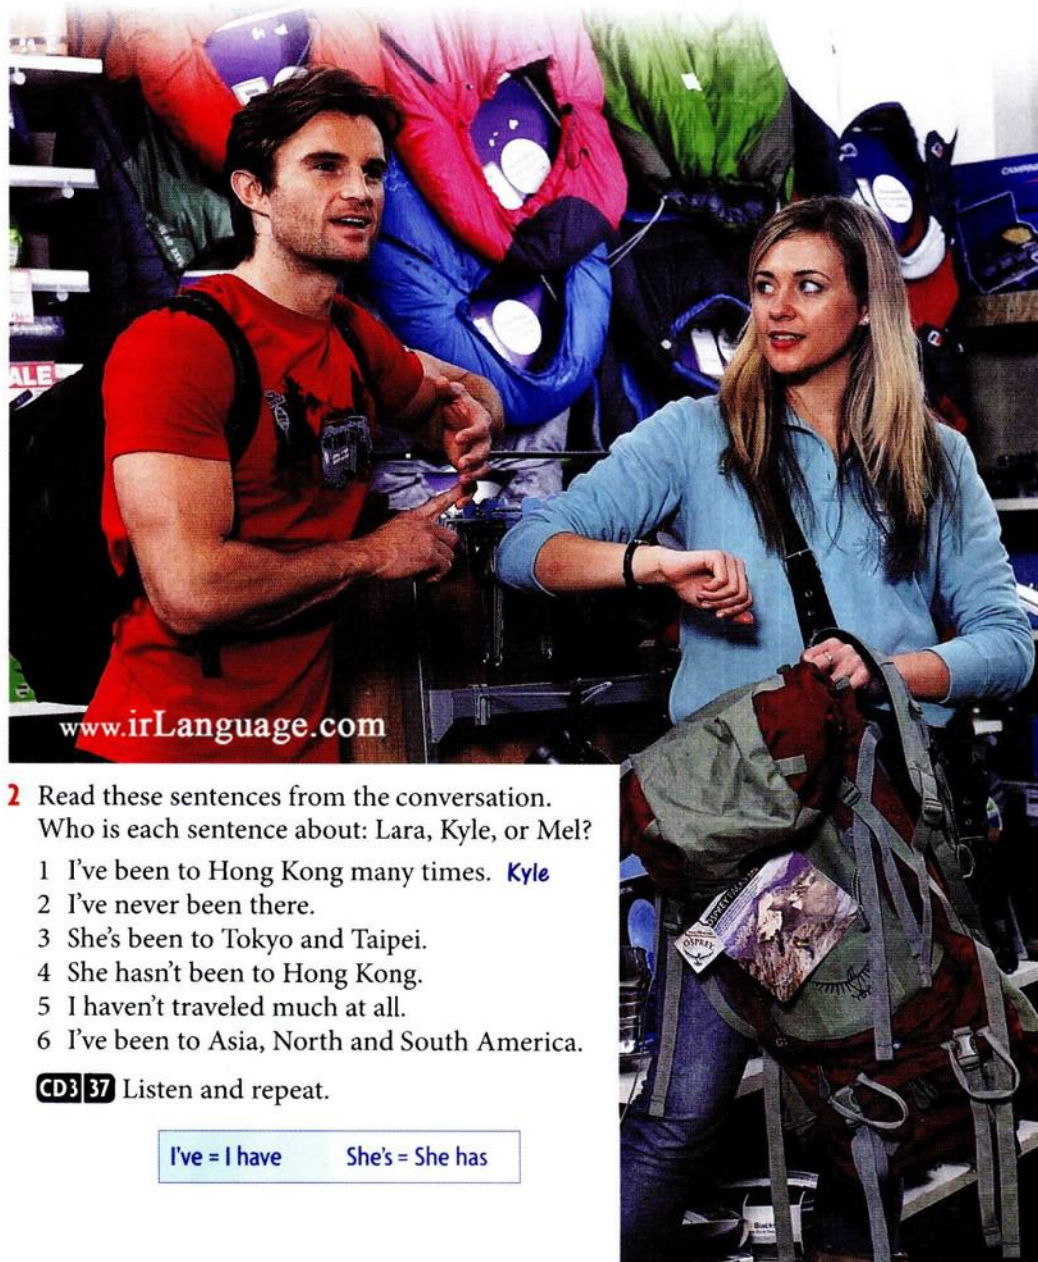 CAMPING
ALE
www.irLanguage.com
OSPREY
2 Read these sentences from the conversation.
Who is each sentence about: Lara, Kyle, or Mel?
1 I've been to Hong Kong many times. Kyle
2 I've never been there.
3 She's been to Tokyo and Taipei.
4 She hasn't been to Hong Kong.
5 I haven't traveled much at all.
6 I've been to Asia, North and South America.
CD3 37 Listen and repeat.
I've = I have She's = She has